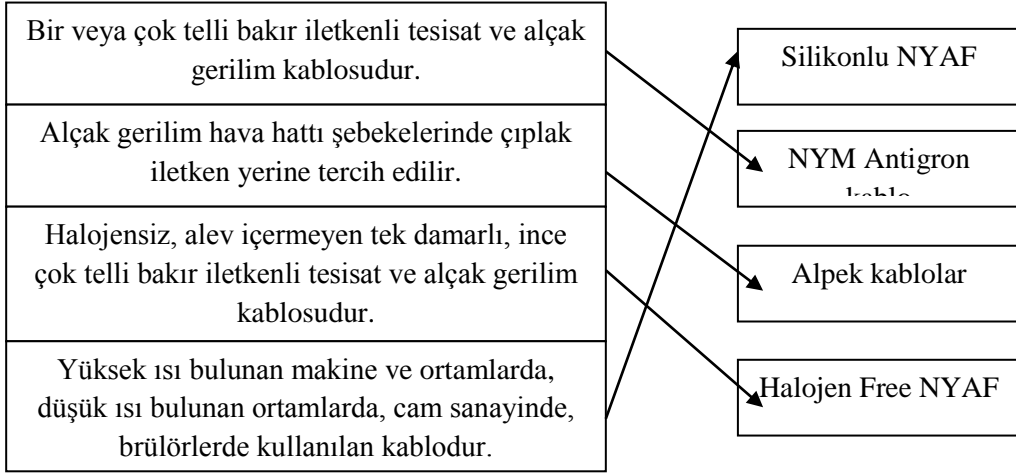 Bir veya çok telli bakır iletkenli tesisat ve alçak
gerilim kablosudur.
Alçak gerilim hava hattı şebekelerinde çıplak
iletken yerine tercih edilir.
Halojensiz, alev içermeyen tek damarlı, ince
çok telli bakır iletkenli tesisat ve alçak gerilim
kablosudur.
Yüksek ısı bulunan makine ve ortamlarda,
düşük ısı bulunan ortamlarda, cam sanayinde,
brülörlerde kullanılan kablodur.
Silikonlu NYAF
NYM Antigron
Alpek kablolar
Halojen Free NYAF